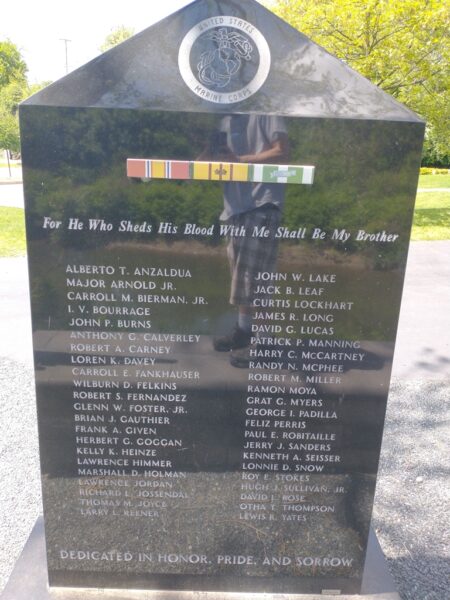 UNITED STATES
MARINE CORPS
For He Who Sheds His Blood With Me Shall Be My Brother
ALBERTO T. ANZALDUA
MAJOR ARNOLD JR.
CARROLL M. BIERMAN, JR.
I. V. BOURRAGE
JOHN P. BURNS
ANTHONY G. CALVERLEY
ROBERT A. CARNEY
LOREN K. DAVEY
CARROLL E. FANKHAUSER
WILBURN D. FELKINS
ROBERT S. FERNANDEZ
GLENN W. FOSTER, JR.
BRIAN J. GAUTHIER
FRANK A. GIVEN
HERBERT G. GOGGAN
KELLY K. HEINZE
LAWRENCE HIMMER
MARSHALL D. HOLMAN
LAWRENCE JORDAN
RICHARD L. JOSSENDAL
THOMAS M. JOYCE
LARRY L. KEENER
JOHN W. LAKE
JACK B. LEAF
CURTIS LOCKHART
JAMES R. LONG
DAVID G. LUCAS
PATRICK P. MANNING
HARRY C. McCARTNEY
RANDY N. MCPHEE
ROBERT M. MILLER
RAMON MOYA
GRAT G. MYERS
GEORGE I. PADILLA
FELIZ PERRIS
PAUL E. ROBITAILLE
JERRY J. SANDERS
KENNETH A. SEISSER
LONNIE D. SNOW
ROY E. STOKES
HUGH J. SULLIVAN, JR.
DAVID L. ROSE
OTHA T. THOMPSON
LEWIS R. YATES
DEDICATED IN HONOR, PRIDE, AND SORROW